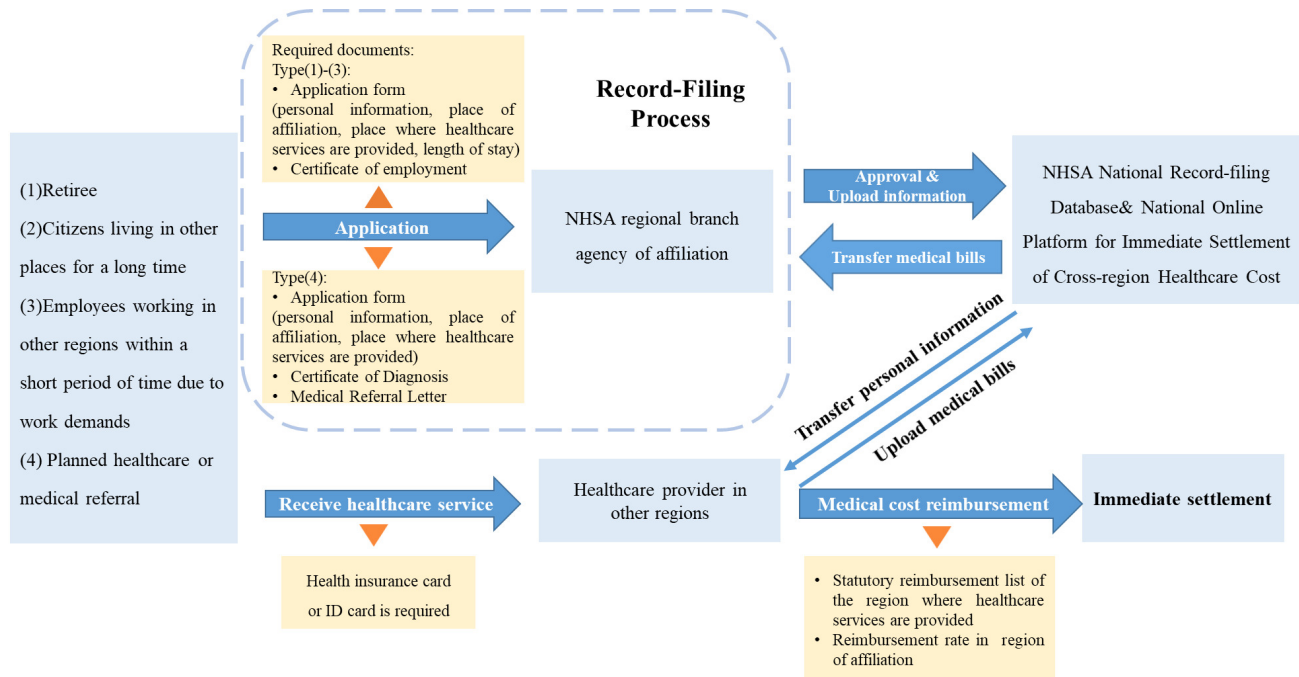 (1)Retiree
(2)Citizens living in other
places for a long time
(3)Employees working in
other regions within a
short period of time due to
work demands
(4) Planned healthcare or
medical referral
Required documents:
Type(1)-(3):
• Application form
(personal information, place of
affiliation, place where healthcare
services are provided, length of stay)
• Certificate of employment
Record-Filing
Process
Application
NHSA regional branch
agency of affiliation
Type(4):
• Application form
(personal information, place of
affiliation, place where healthcare
services are provided)
• Certificate of Diagnosis
• Medical Referral Letter
Approval &
Upload information
Transfer medical bills
NHSA National Record-filing
Database& National Online
Platform for Immediate Settlement
of Cross-region Healthcare Cost
Transfer personal information
Upload medical bills
Receive healthcare service
Healthcare provider in
other regions
Medical cost reimbursement
Immediate settlement
Health insurance card
or ID card is required
• Statutory reimbursement list of
the region where healthcare
services are provided
• Reimbursement rate in region
of affiliation